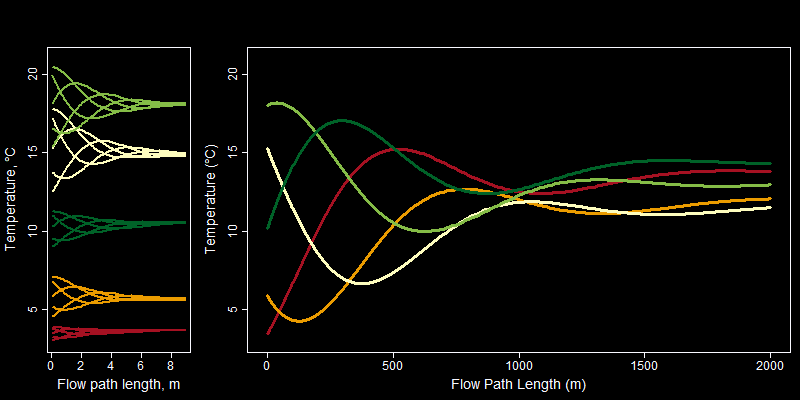 Temperature, °C
20
15
10
5
0 2 4 6 8
Flow path length, m
Temperature (°C)
20
15
10
5
0 500 1000 1500 2000
Flow Path Length (m)